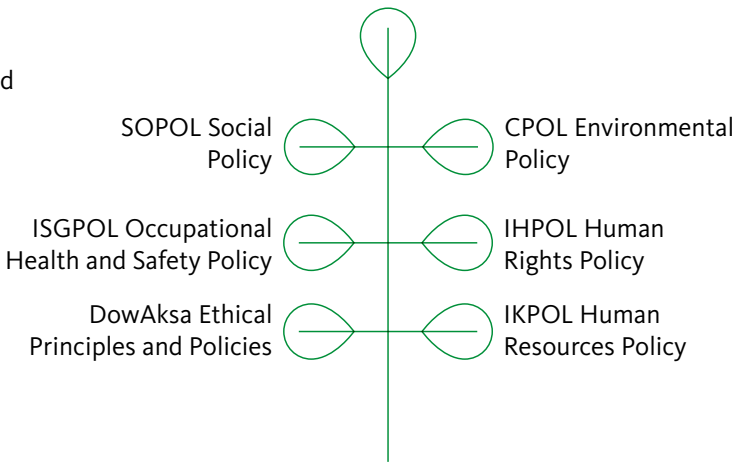 d
SOPOL Social
Policy
CPOL Environmental
Policy
ISGPOL Occupational
Health and Safety Policy
IHPOL Human
Rights Policy
DowAksa Ethical
Principles and Policies
IKPOL Human
Resources Policy